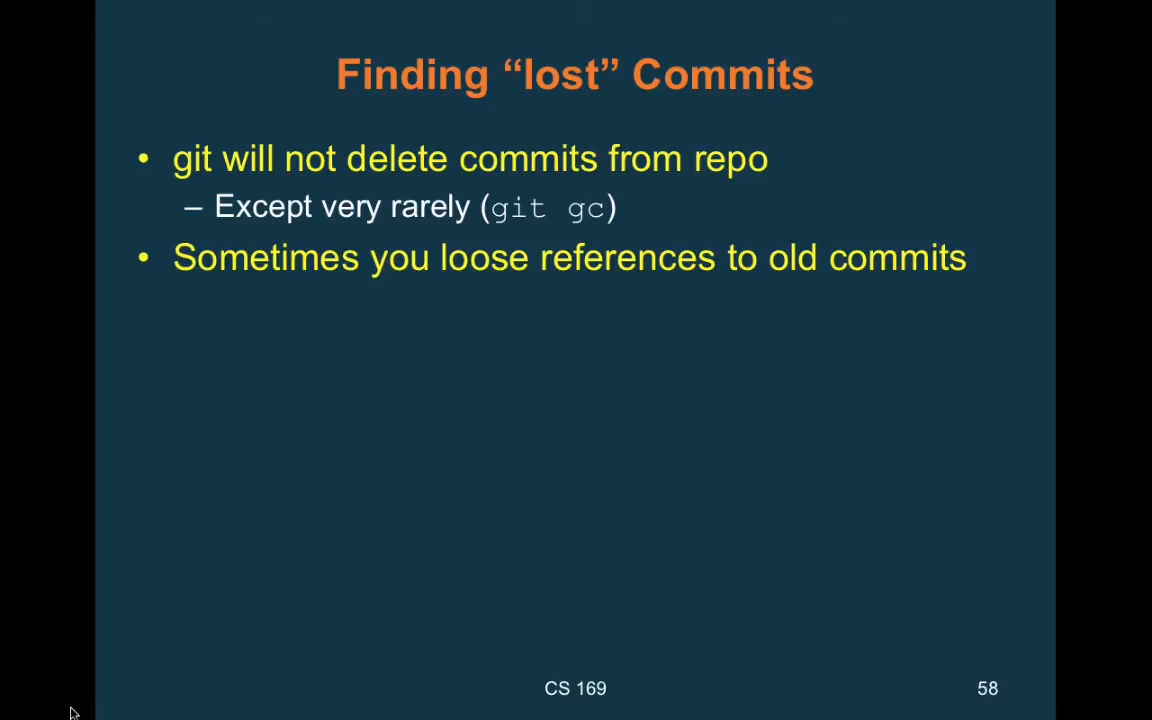 Finding “lost” Commits
• git will not delete commits from repo
– Except very rarely (git gc)
• Sometimes you loose references to old commits
CS 169
58